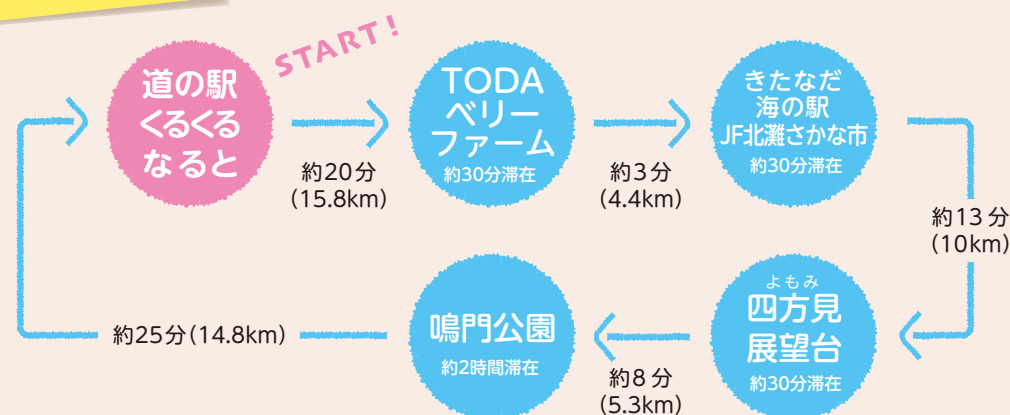 START!
道の駅
くるくる
なると
約20分
(15.8km)
TODA
ベリー
ファーム
約30分滞在
約3分
(4.4km)
きたなだ
海の駅
JF北灘さかな市
約30分滞在
約13分
(10km)
よもみ
四方見
展望台
約30分滞在
約8分
(5.3km)
鳴門公園
約2時間滞在
約25分(14.8km)